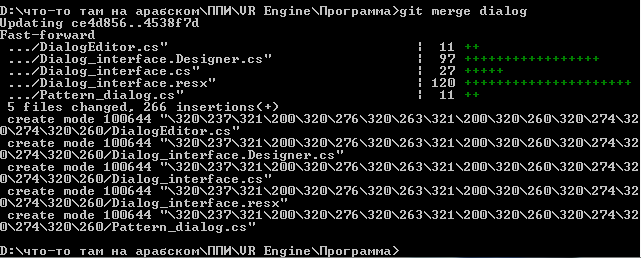 D:\что-то там на арабском\ППИ\VR Engine\Программа>git merge dialog
Updating ce4d856..4538f7d
Fast-forward
 .../DialogEditor.cs" | 11 ++
 .../Dialog_interface.Designer.cs" | 97 +++++++++++++++++
 .../Dialog_interface.cs" | 27 +++++
 .../Dialog_interface.resx" | 120 +++++++++++++++++++++
 .../Pattern_dialog.cs" | 11 ++
 5 files changed, 266 insertions(+)
 create mode 100644 "\320\237\321\200\320\276\320\263\321\200\320\260\320\274\32
0\274\320\260/DialogEditor.cs"
 create mode 100644 "\320\237\321\200\320\276\320\263\321\200\320\260\320\274\32
0\274\320\260/Dialog_interface.Designer.cs"
 create mode 100644 "\320\237\321\200\320\276\320\263\321\200\320\260\320\274\32
0\274\320\260/Dialog_interface.cs"
 create mode 100644 "\320\237\321\200\320\276\320\263\321\200\320\260\320\274\32
0\274\320\260/Dialog_interface.resx"
 create mode 100644 "\320\237\321\200\320\276\320\263\321\200\320\260\320\274\32
0\274\320\260/Pattern_dialog.cs"
D:\что-то там на арабском\ППИ\VR Engine\Программа>